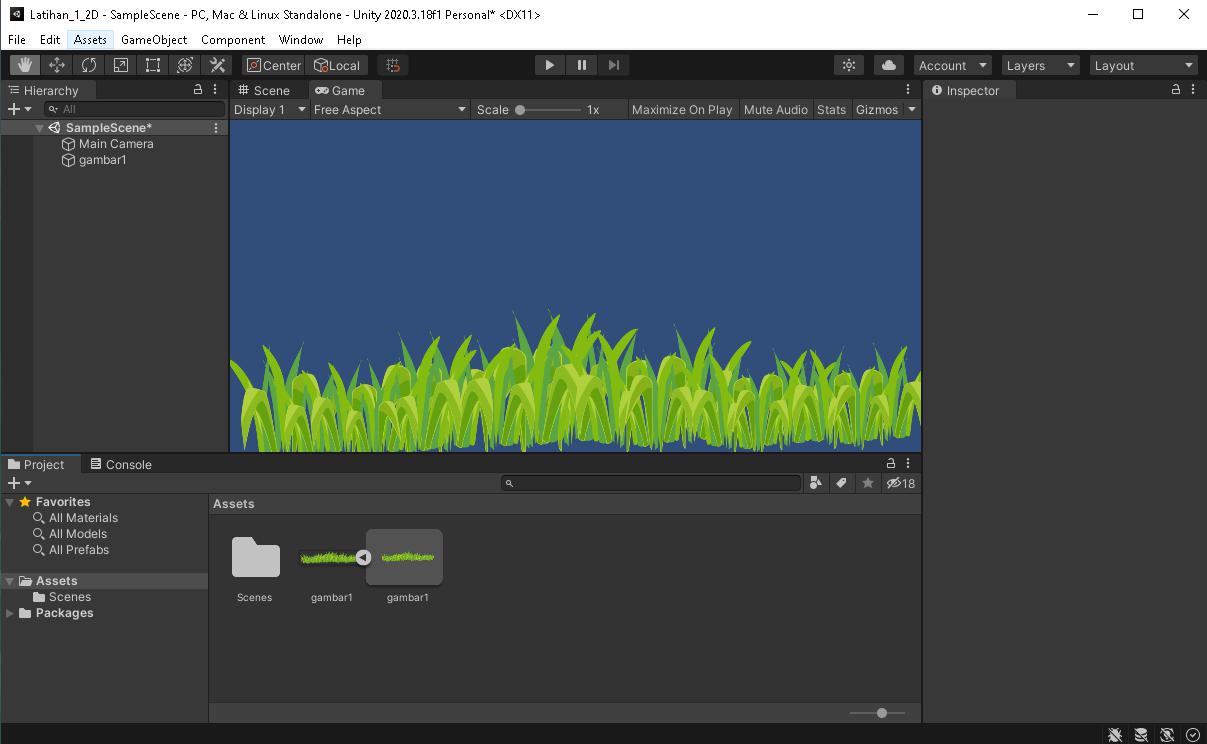 Latihan_1_2D - SampleScene - PC, Mac & Linux Standalone - Unity 2020.3.18f1 Personal* <DX11>
File Edit Assets GameObject Component Window Help
Center Local Account Layers Layout
Hierarchy Scene Game Inspector
All Display 1 Free Aspect Scale 1x Maximize On Play Mute Audio Stats Gizmos
SampleScene*
Main Camera
gambar1
Project Console
18
Favorites Assets
All Materials
All Models
All Prefabs
Assets
Scenes
Packages
Scenes gambar1 gambar1